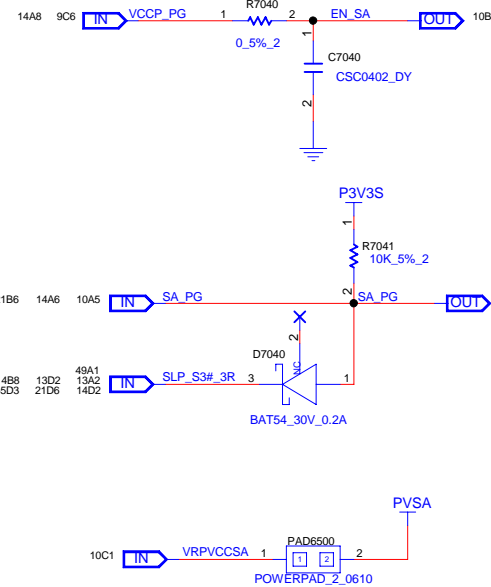 R7040
14A8 9C6 IN VCCP_PG 1 2 EN_SA OUT 10B
0_5%_2
1
C7040
CSC0402_DY
2
P3V3S
1
R7041
10K_5%_2
2
1B6 14A6 10A5 IN SA_PG SA_PG OUT
2
NC
D7040
49A1
4B8 13D2 13A2 IN SLP_S3#_3R 3 1
5D3 21D6 14D2
BAT54_30V_0.2A
PVSA
PAD6500
10C1 IN VRPVCCSA 1 1 2 2
POWERPAD_2_0610